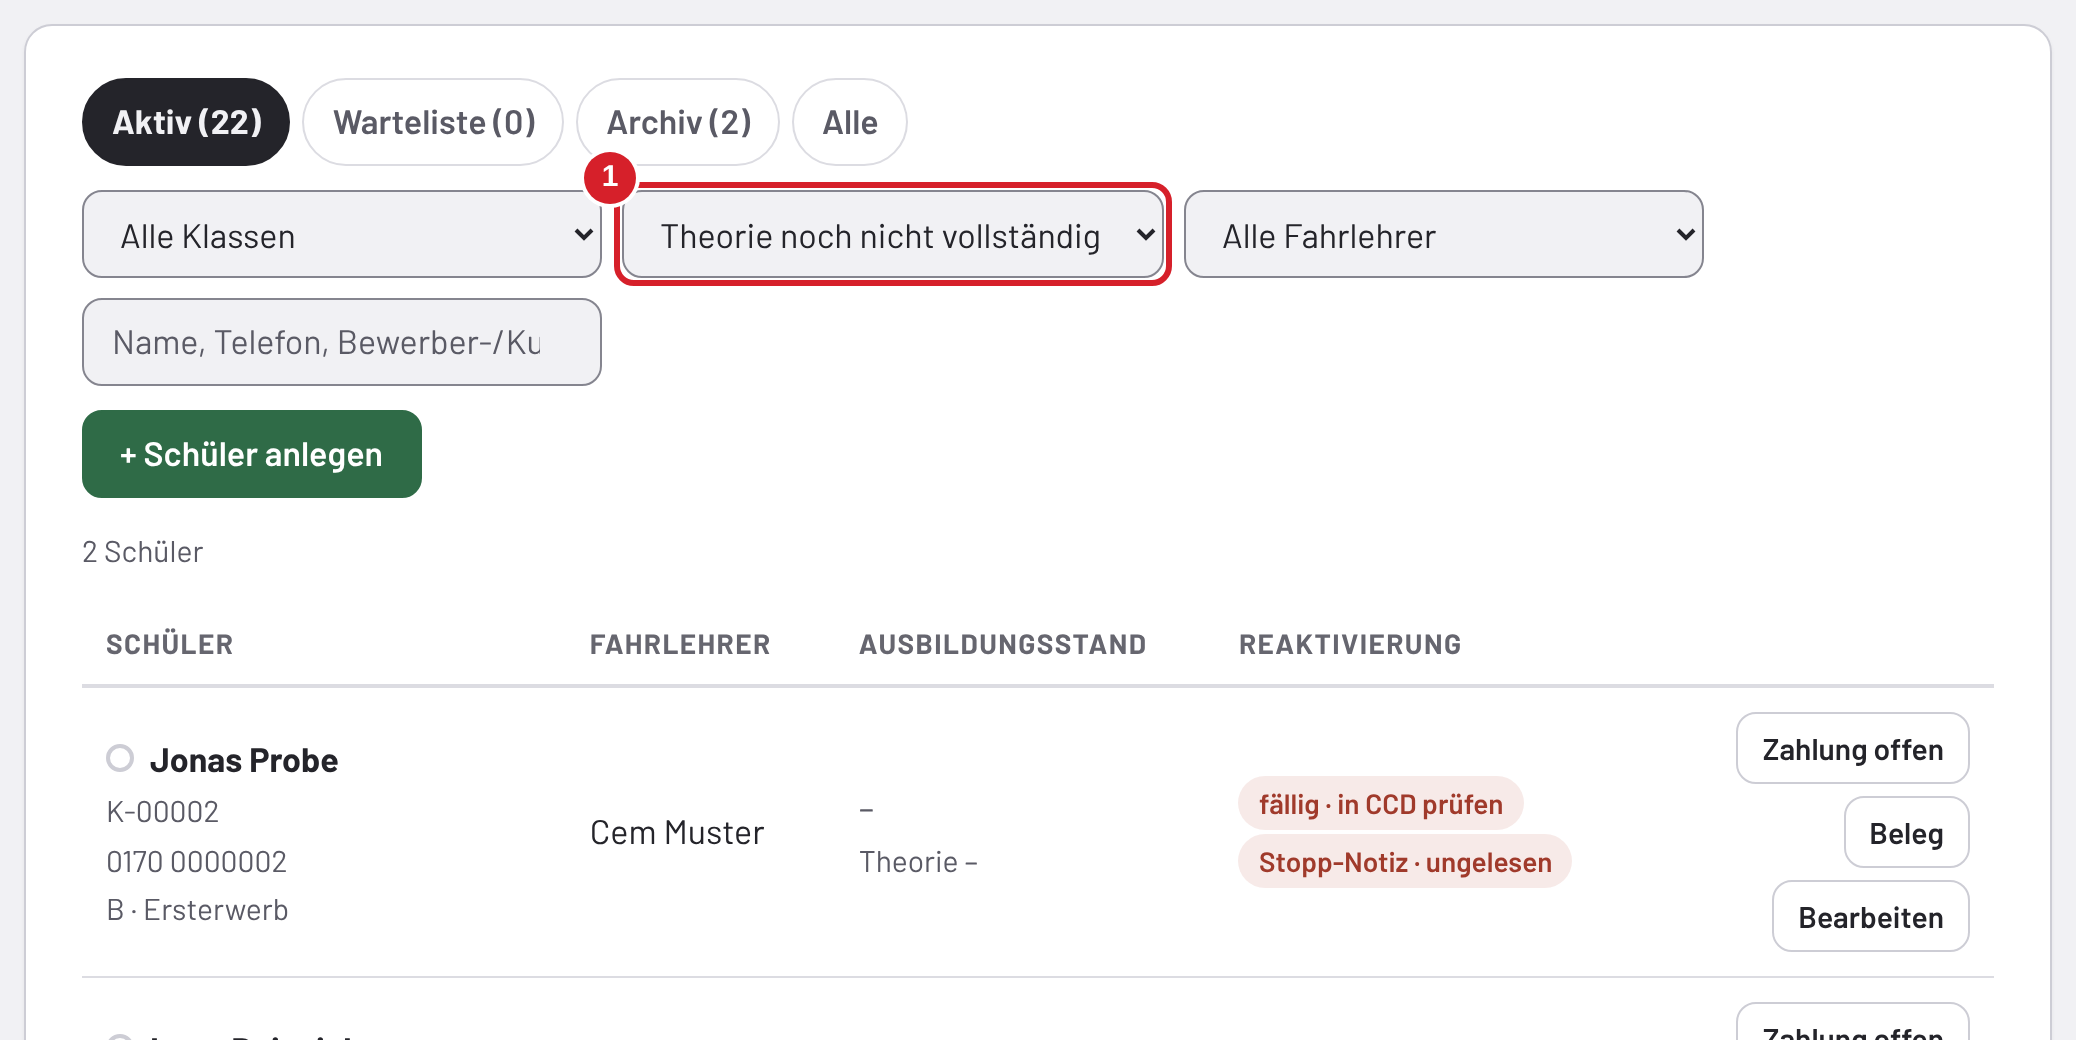 Aktiv (22) Warteliste (0) Archiv (2) Alle
1
Alle Klassen Theorie noch nicht vollständig Alle Fahrlehrer
Name, Telefon, Bewerber-/Ku
+ Schüler anlegen
2 Schüler
SCHÜLER FAHRLEHRER AUSBILDUNGSSTAND REAKTIVIERUNG
Jonas Probe
K-00002
0170 0000002
B · Ersterwerb
Cem Muster
–
Theorie –
fällig · in CCD prüfen
Stopp-Notiz · ungelesen
Zahlung offen
Beleg
Bearbeiten
Zahlung offen